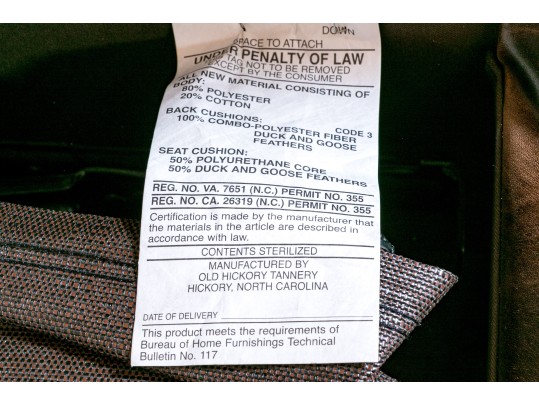 DOWN
SPACE TO ATTACH
UNDER PENALTY OF LAW
TAG NOT TO BE REMOVED
EXCEPT BY THE CONSUMER
ALL NEW MATERIAL CONSISTING OF
BODY:
80% POLYESTER
20% COTTON
BACK CUSHIONS: CODE 3
100% COMBO-POLYESTER FIBER
DUCK AND GOOSE
FEATHERS
SEAT CUSHION:
50% POLYURETHANE CORE
50% DUCK AND GOOSE FEATHERS
REG. NO. VA. 7651 (N.C.) PERMIT NO. 355
REG. NO. CA. 26319 (N.C.) PERMIT NO. 355
Certification is made by the manufacturer that
the materials in the article are described in
accordance with law.
CONTENTS STERILIZED
MANUFACTURED BY
OLD HICKORY TANNERY
HICKORY, NORTH CAROLINA
DATE OF DELIVERY
This product meets the requirements of
Bureau of Home Furnishings Technical
Bulletin No. 117